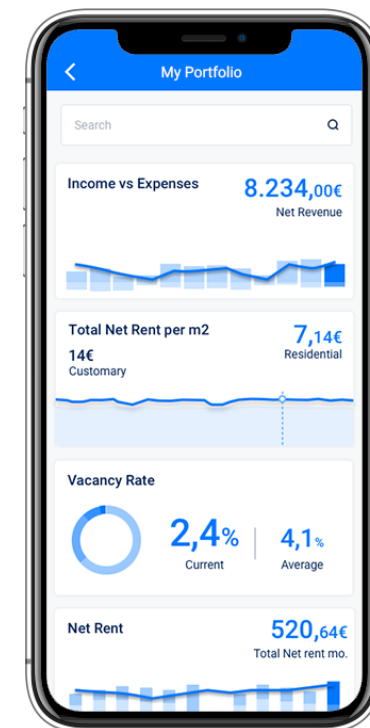 My Portfolio
Search
Income vs Expenses
8.234,00€
Net Revenue
Total Net Rent per m2
7,14€
14€
Residential
Customary
Vacancy Rate
2,4%
4,1%
Current
Average
Net Rent
520,64€
Total Net rent mo.